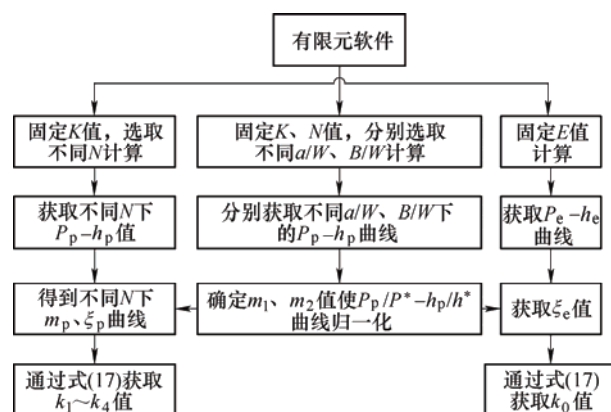 有限元软件
固定K值，选取
不同N计算
固定K、N值，分别选取
不同a/W、B/W计算
固定E值
计算
获取不同N下
Pp–hp值
分别获取不同a/W、B/W下
的Pp–hp曲线
获取Pe–he
曲线
得到不同N下
mp、ξp曲线
确定m1、m2值使Pp/P*–hp/h*
曲线归一化
获取ξe值
通过式(17)获取
k1~k4值
通过式(17)
获取k0值